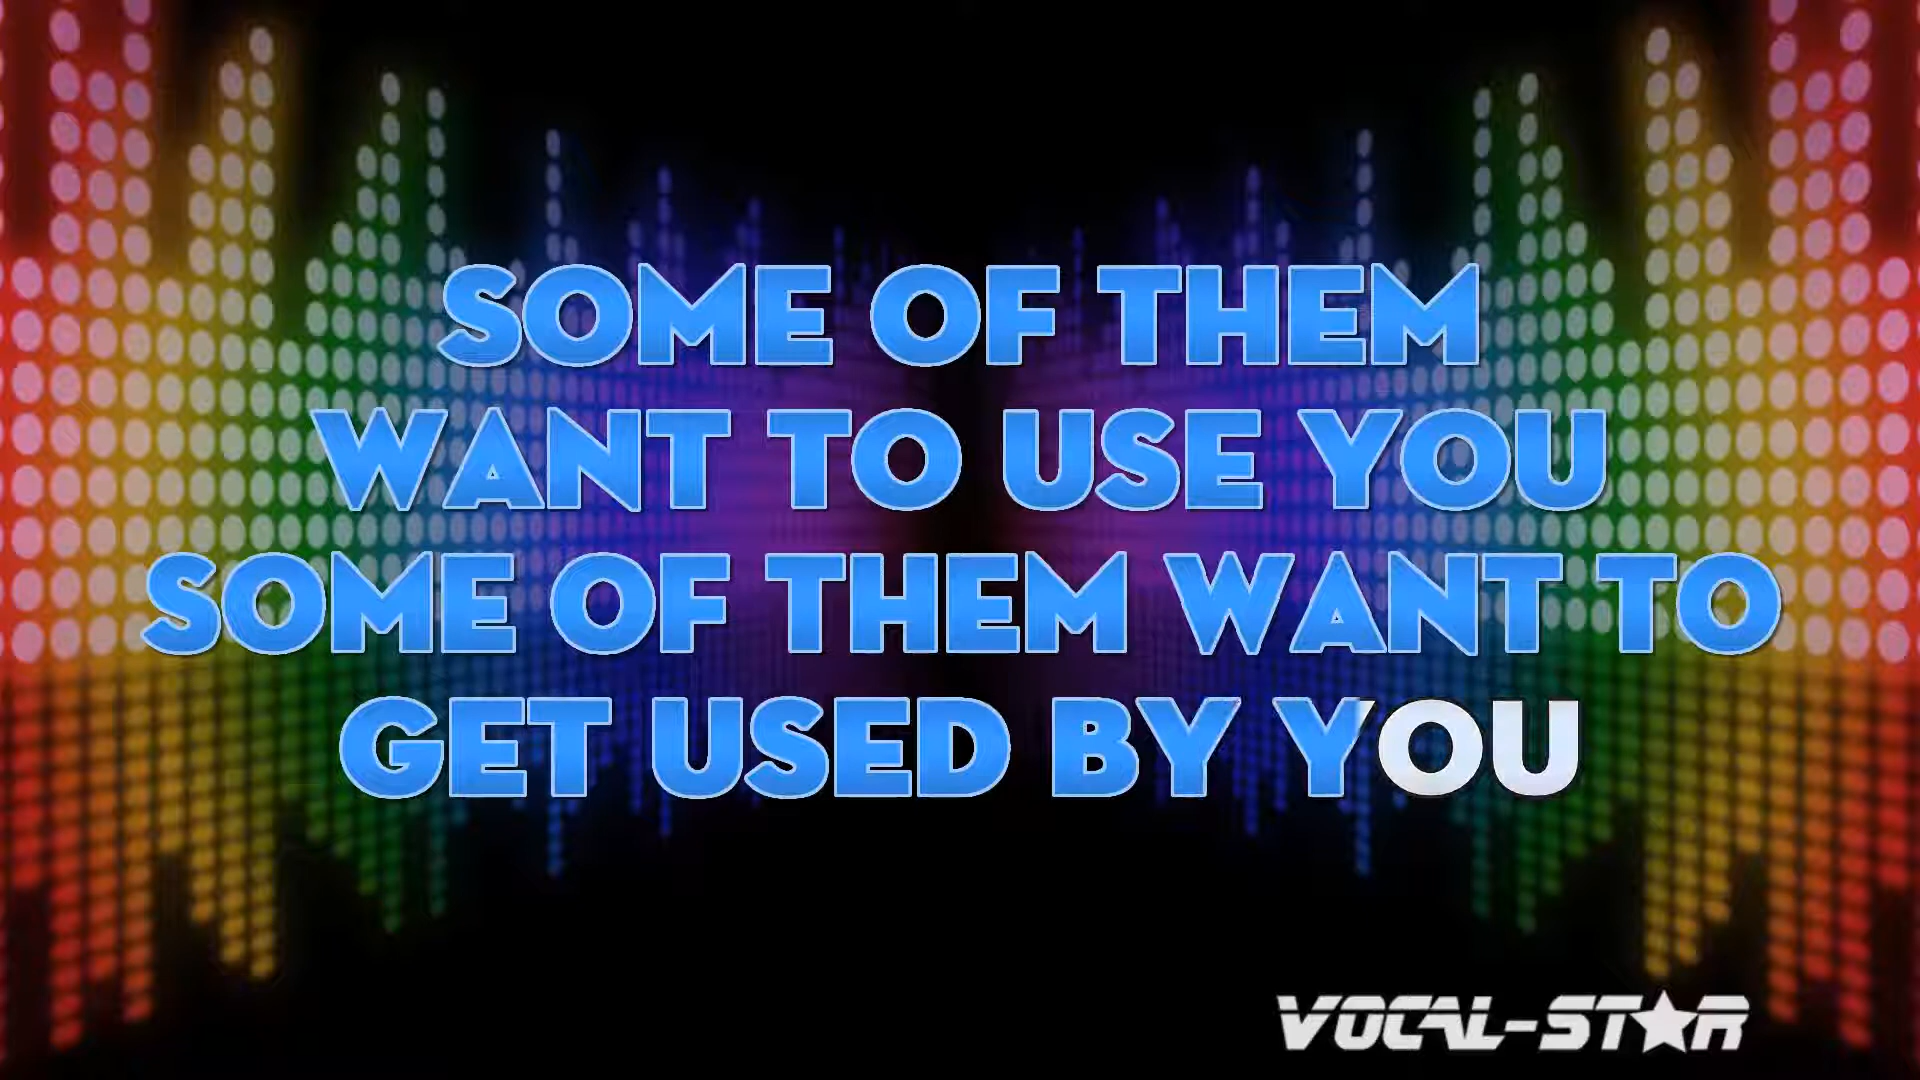 SOME OF THEM
WANT TO USE YOU
SOME OF THEM WANT TO
GET USED BY YOU
VOCAL-STAR